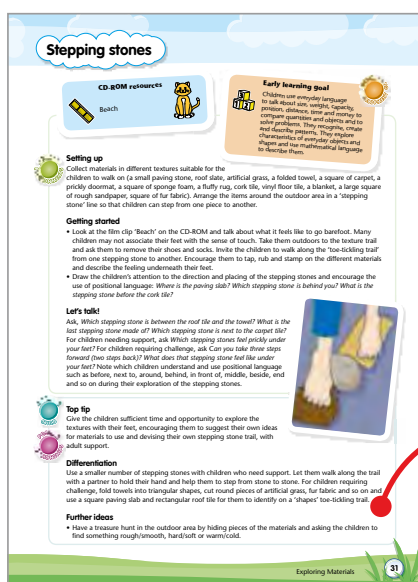 Stepping stones
CD-ROM resources
Beach
Early learning goal
Children use everyday language
to talk about size, weight, capacity,
position, distance, time and money to
compare quantities and objects and to
solve problems. They recognise, create
and describe patterns. They explore
characteristics of everyday objects and
shapes and use mathematical language
to describe them.
Setting up
Collect materials in different textures suitable for the
children to walk on (a small paving stone, roof slate, artificial grass, a folded towel, a square of carpet, a
prickly doormat, a square of sponge foam, a fluffy rug, cork tile, vinyl floor tile, a blanket, a large square
of rough sandpaper, square of fur fabric). Arrange the items around the outdoor area in a 'stepping
stone' line so that children can step from one piece to another.
Getting started
• Look at the film clip 'Beach' on the CD-ROM and talk about what it feels like to go barefoot. Many
children may not associate their feet with the sense of touch. Take them outdoors to the texture trail
and ask them to remove their shoes and socks. Invite the children to walk along the 'toe-tickling trail'
from one stepping stone to another. Encourage them to tap, rub and stamp on the different materials
and describe the feeling underneath their feet.
• Draw the children's attention to the direction and placing of the stepping stones and encourage the
use of positional language: Where is the paving slab? Which stepping stone is behind you? What is the
stepping stone before the cork tile?
Let's talk!
Ask, Which stepping stone is between the roof tile and the towel? What is the
last stepping stone made of? Which stepping stone is next to the carpet tile?
For children needing support, ask Which stepping stones feel prickly under
your feet? For children requiring challenge, ask Can you take three steps
forward (two steps back)? What does that stepping stone feel like under
your feet? Note which children understand and use positional language
such as before, next to, around, behind, in front of, middle, beside, end
and so on during their exploration of the stepping stones.
Top tip
Give the children sufficient time and opportunity to explore the
textures with their feet, encouraging them to suggest their own ideas
for materials to use and devising their own stepping stone trail, with
adult support.
Differentiation
Use a smaller number of stepping stones with children who need support. Let them walk along the trail
with a partner to hold their hand and help them to step from stone to stone. For children requiring
challenge, fold towels into triangular shapes, cut round pieces of artificial grass, fur fabric and so on and
use a square paving slab and rectangular roof tile for them to identify on a 'shapes' toe-tickling trail.
Further ideas
• Have a treasure hunt in the outdoor area by hiding pieces of the materials and asking the children to
find something rough/smooth, hard/soft or warm/cold.
Exploring Materials
31